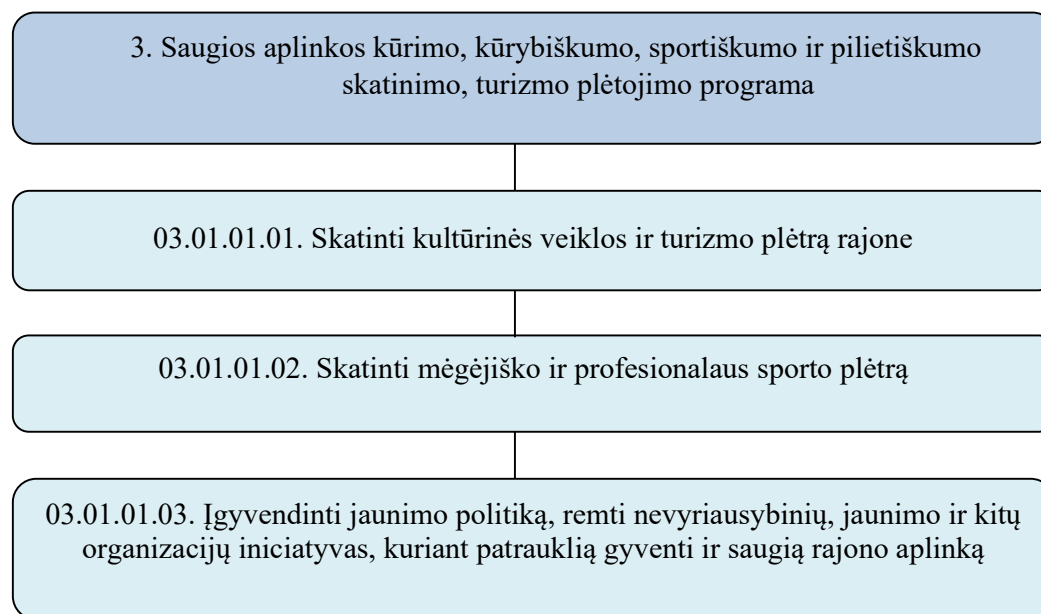 3. Saugios aplinkos kūrimo, kūrybiškumo, sportiškumo ir pilietiškumo
skatinimo, turizmo plėtojimo programa
03.01.01.01. Skatinti kultūrinės veiklos ir turizmo plėtrą rajone
03.01.01.02. Skatinti mėgėjiško ir profesionalaus sporto plėtrą
03.01.01.03. Įgyvendinti jaunimo politiką, remti nevyriausybinių, jaunimo ir kitų
organizacijų iniciatyvas, kuriant patrauklią gyventi ir saugią rajono aplinką